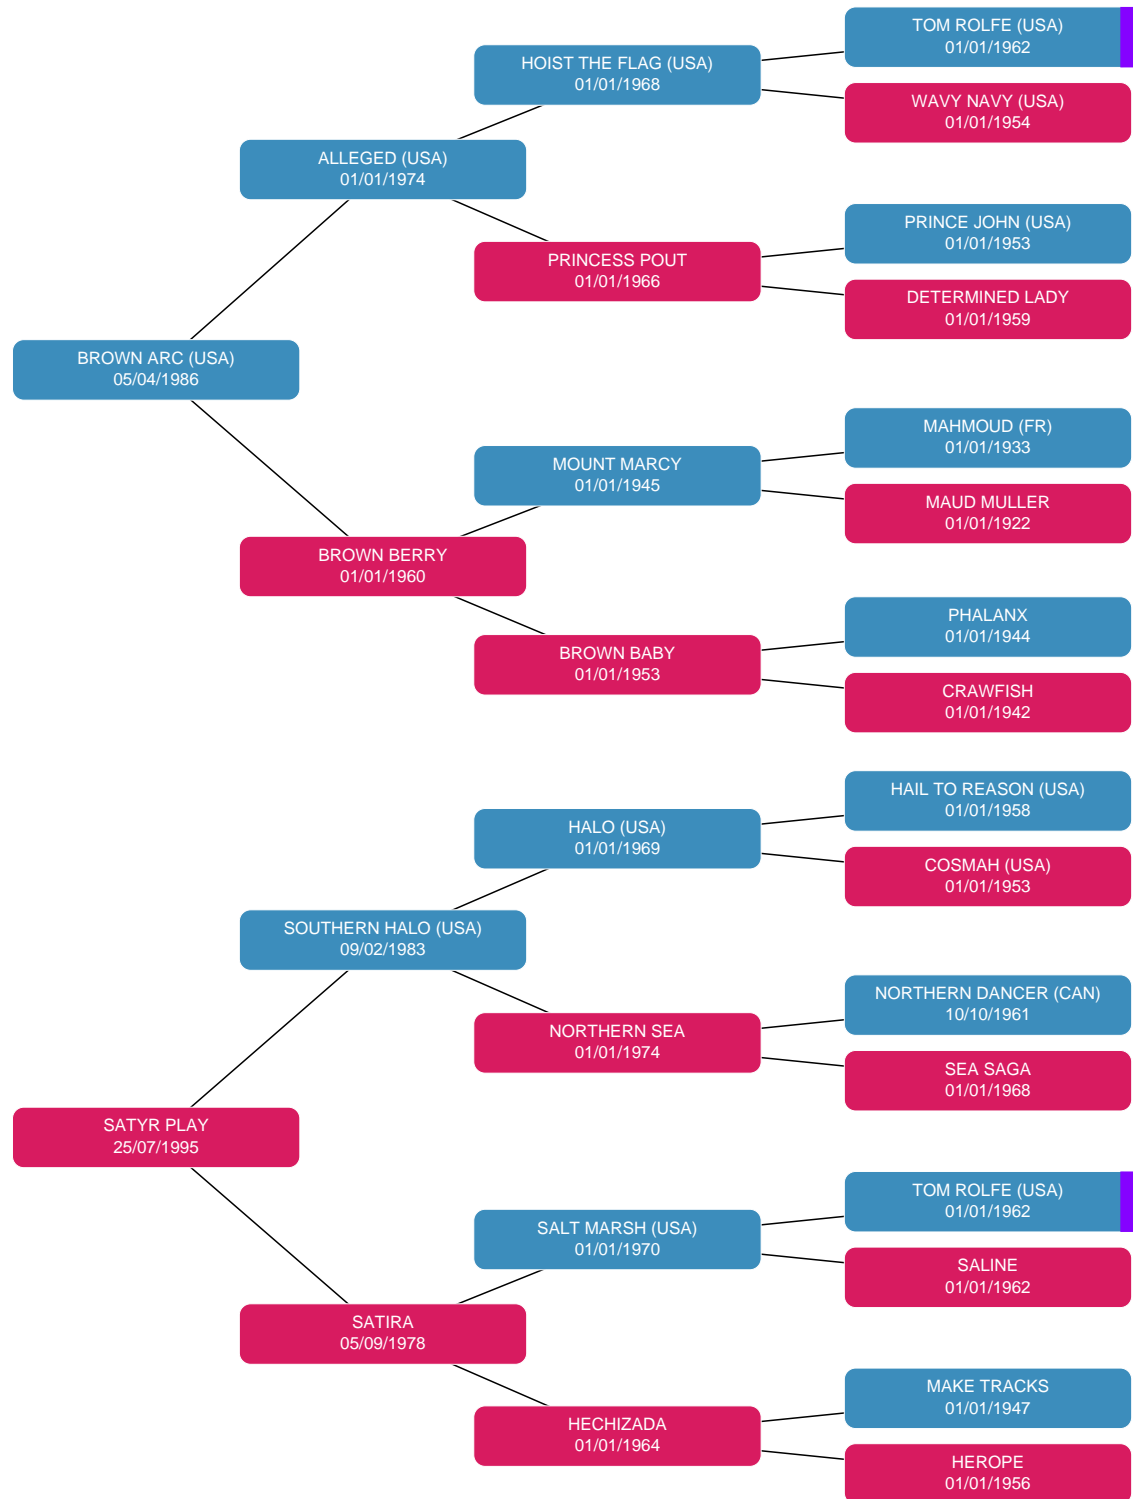 TOM ROLFE (USA)
01/01/1962
HOIST THE FLAG (USA)
01/01/1968
WAVY NAVY (USA)
01/01/1954
ALLEGED (USA)
01/01/1974
PRINCE JOHN (USA)
01/01/1953
PRINCESS POUT
01/01/1966
DETERMINED LADY
01/01/1959
BROWN ARC (USA)
05/04/1986
MAHMOUD (FR)
01/01/1933
MOUNT MARCY
01/01/1945
MAUD MULLER
01/01/1922
BROWN BERRY
01/01/1960
PHALANX
01/01/1944
BROWN BABY
01/01/1953
CRAWFISH
01/01/1942
HAIL TO REASON (USA)
01/01/1958
HALO (USA)
01/01/1969
COSMAH (USA)
01/01/1953
SOUTHERN HALO (USA)
09/02/1983
NORTHERN DANCER (CAN)
10/10/1961
NORTHERN SEA
01/01/1974
SEA SAGA
01/01/1968
SATYR PLAY
25/07/1995
TOM ROLFE (USA)
01/01/1962
SALT MARSH (USA)
01/01/1970
SALINE
01/01/1962
SATIRA
05/09/1978
MAKE TRACKS
01/01/1947
HECHIZADA
01/01/1964
HEROPE
01/01/1956